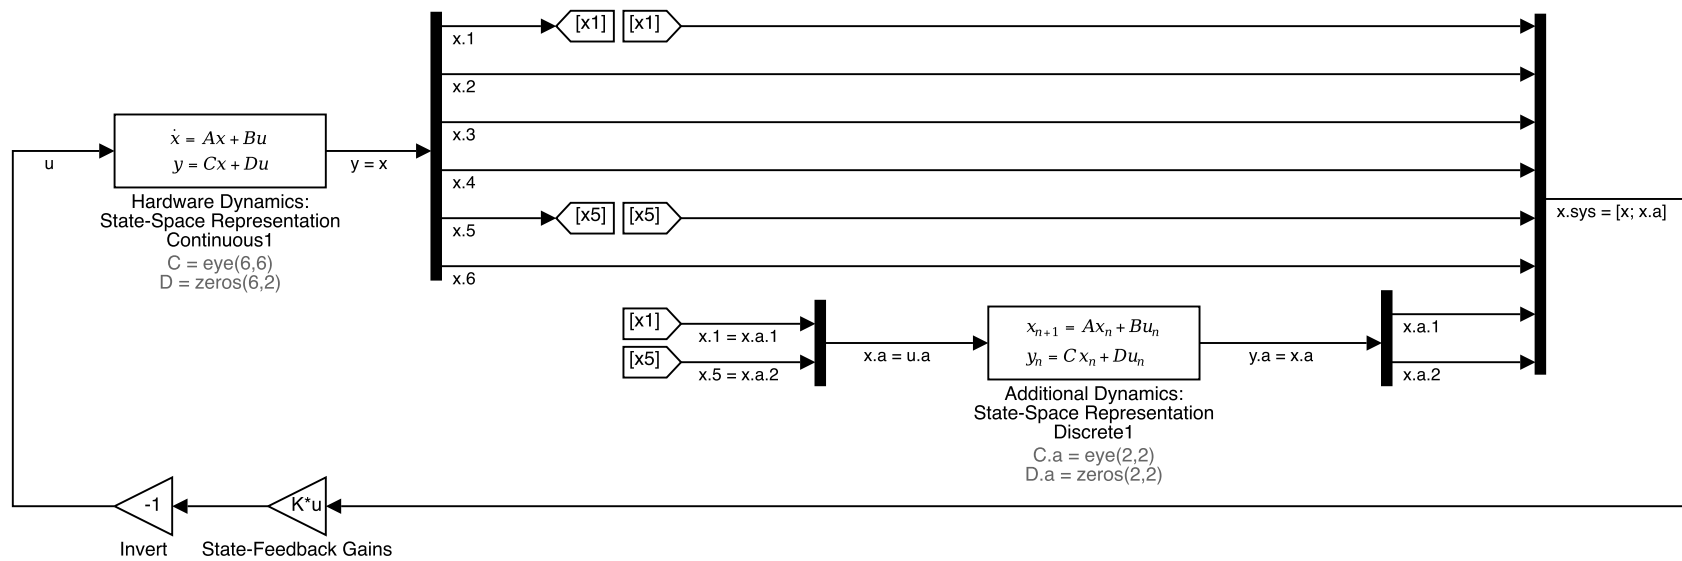 [x1]
[x1]
x.1
x.2
x.3
x.4
[x5]
[x5]
x.5
x.6
u
ẋ = Ax + Bu
y = Cx + Du
y = x
Hardware Dynamics:
State-Space Representation
Continuous1
C = eye(6,6)
D = zeros(6,2)
x.sys = [x; x.a]
[x1]
x.1 = x.a.1
[x5]
x.5 = x.a.2
x.a = u.a
xₙ₊₁ = Axₙ + Buₙ
yₙ = Cxₙ + Duₙ
y.a = x.a
x.a.1
x.a.2
Additional Dynamics:
State-Space Representation
Discrete1
C.a = eye(2,2)
D.a = zeros(2,2)
-1
K*u
Invert
State-Feedback Gains